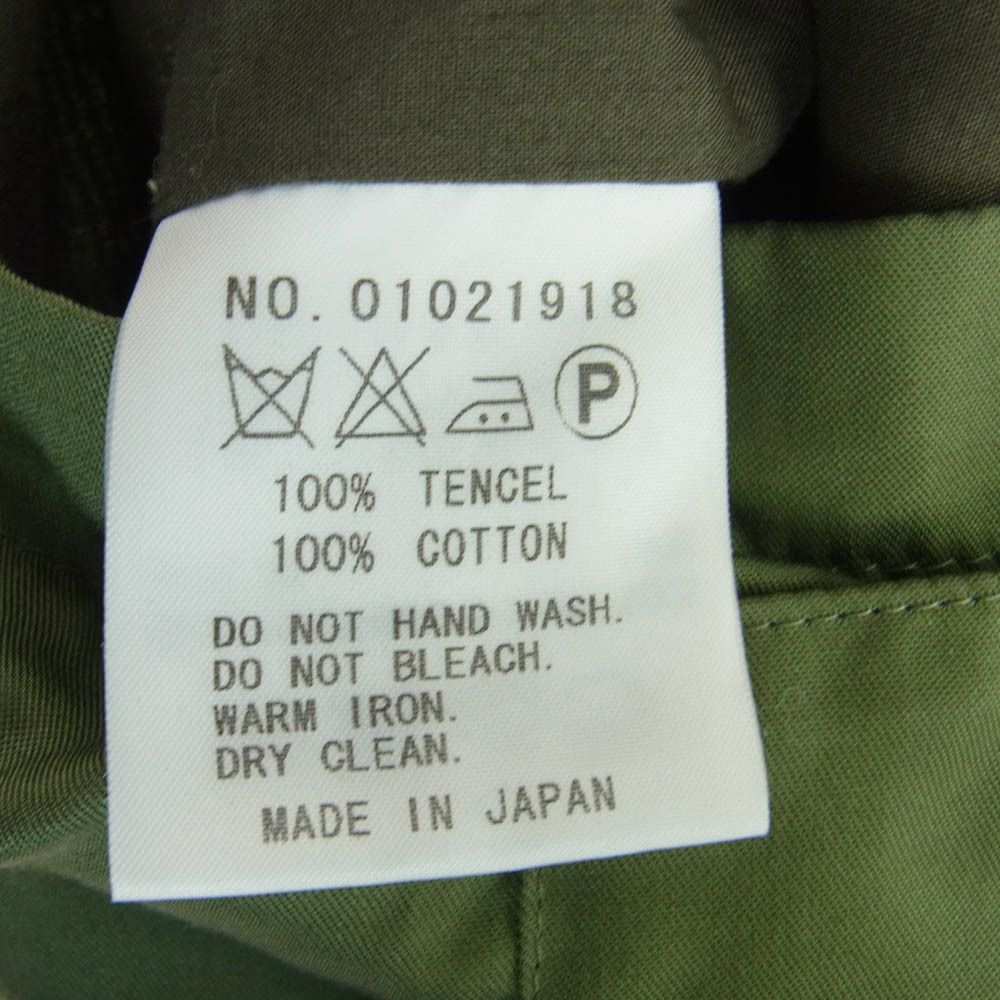 NO. 01021918
P
100% TENCEL
100% COTTON
DO NOT HAND WASH.
DO NOT BLEACH.
WARM IRON.
DRY CLEAN.
MADE IN JAPAN